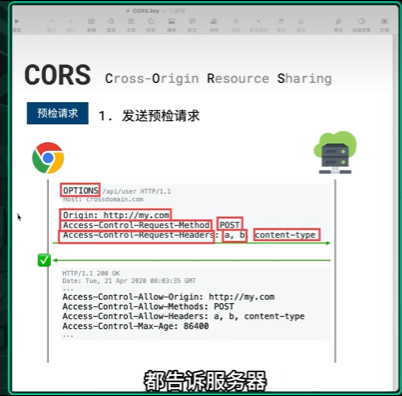 CORS.key
CORS Cross-Origin Resource Sharing
预检请求 1. 发送预检请求
OPTIONS /api/user HTTP/1.1
Host: crossdomain.com
...
Origin: http://my.com
Access-Control-Request-Method: POST
Access-Control-Request-Headers: a, b, content-type
HTTP/1.1 200 OK
Date: Tue, 21 Apr 2020 08:03:35 GMT
...
Access-Control-Allow-Origin: http://my.com
Access-Control-Allow-Methods: POST
Access-Control-Allow-Headers: a, b, content-type
Access-Control-Max-Age: 86400
...
都告诉服务器